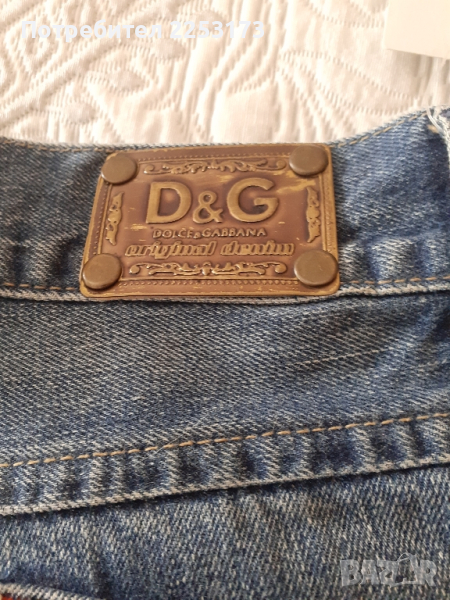 Потребител 2253173
D&G
DOLCE & GABBANA
original denim
BAZAR